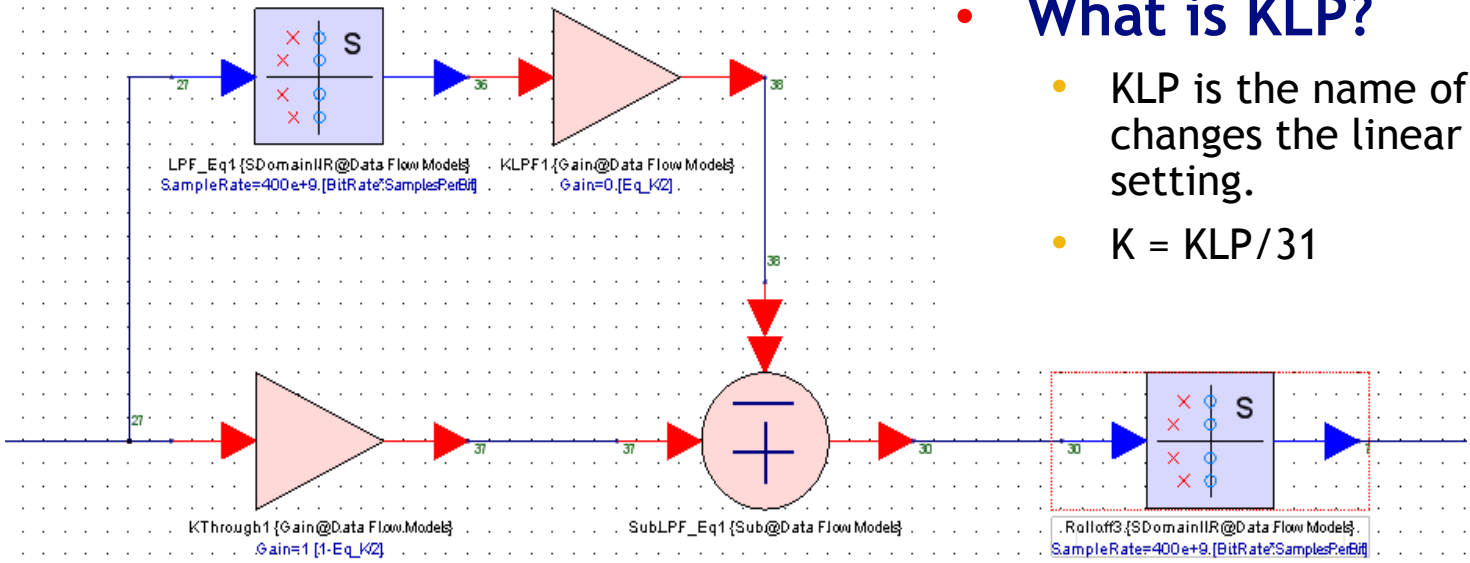 • What is KLP?
• KLP is the name of
changes the linear
setting.
• K = KLP/31
S
27
36
38
LPF_Eq1 {SDomainIIR@Data Flow Models}
SampleRate=400e+9 [BitRate*SamplesPerBit]
KLPF1 {Gain@Data Flow Models}
Gain=0 [Eq_K/2]
38
27
37
37
30
KThrough1 {Gain@Data Flow Models}
Gain=1 [1-Eq_K/2]
SubLPF_Eq1 {Sub@Data Flow Models}
S
30
Rolloff3 {SDomainIIR@Data Flow Models}
SampleRate=400e+9 [BitRate*SamplesPerBit]